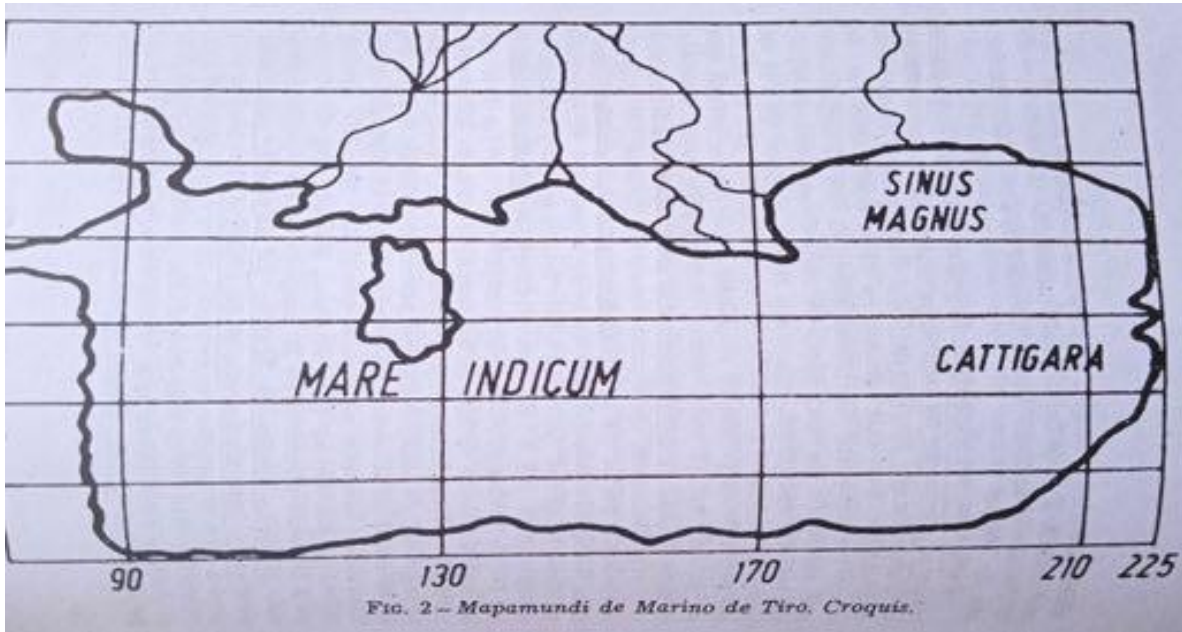 SINUS
MAGNUS
CATTIGARA
MARE INDICUM
90 130 170 210 225
FIG. 2 – Mapamundi de Marino de Tiro. Croquis.